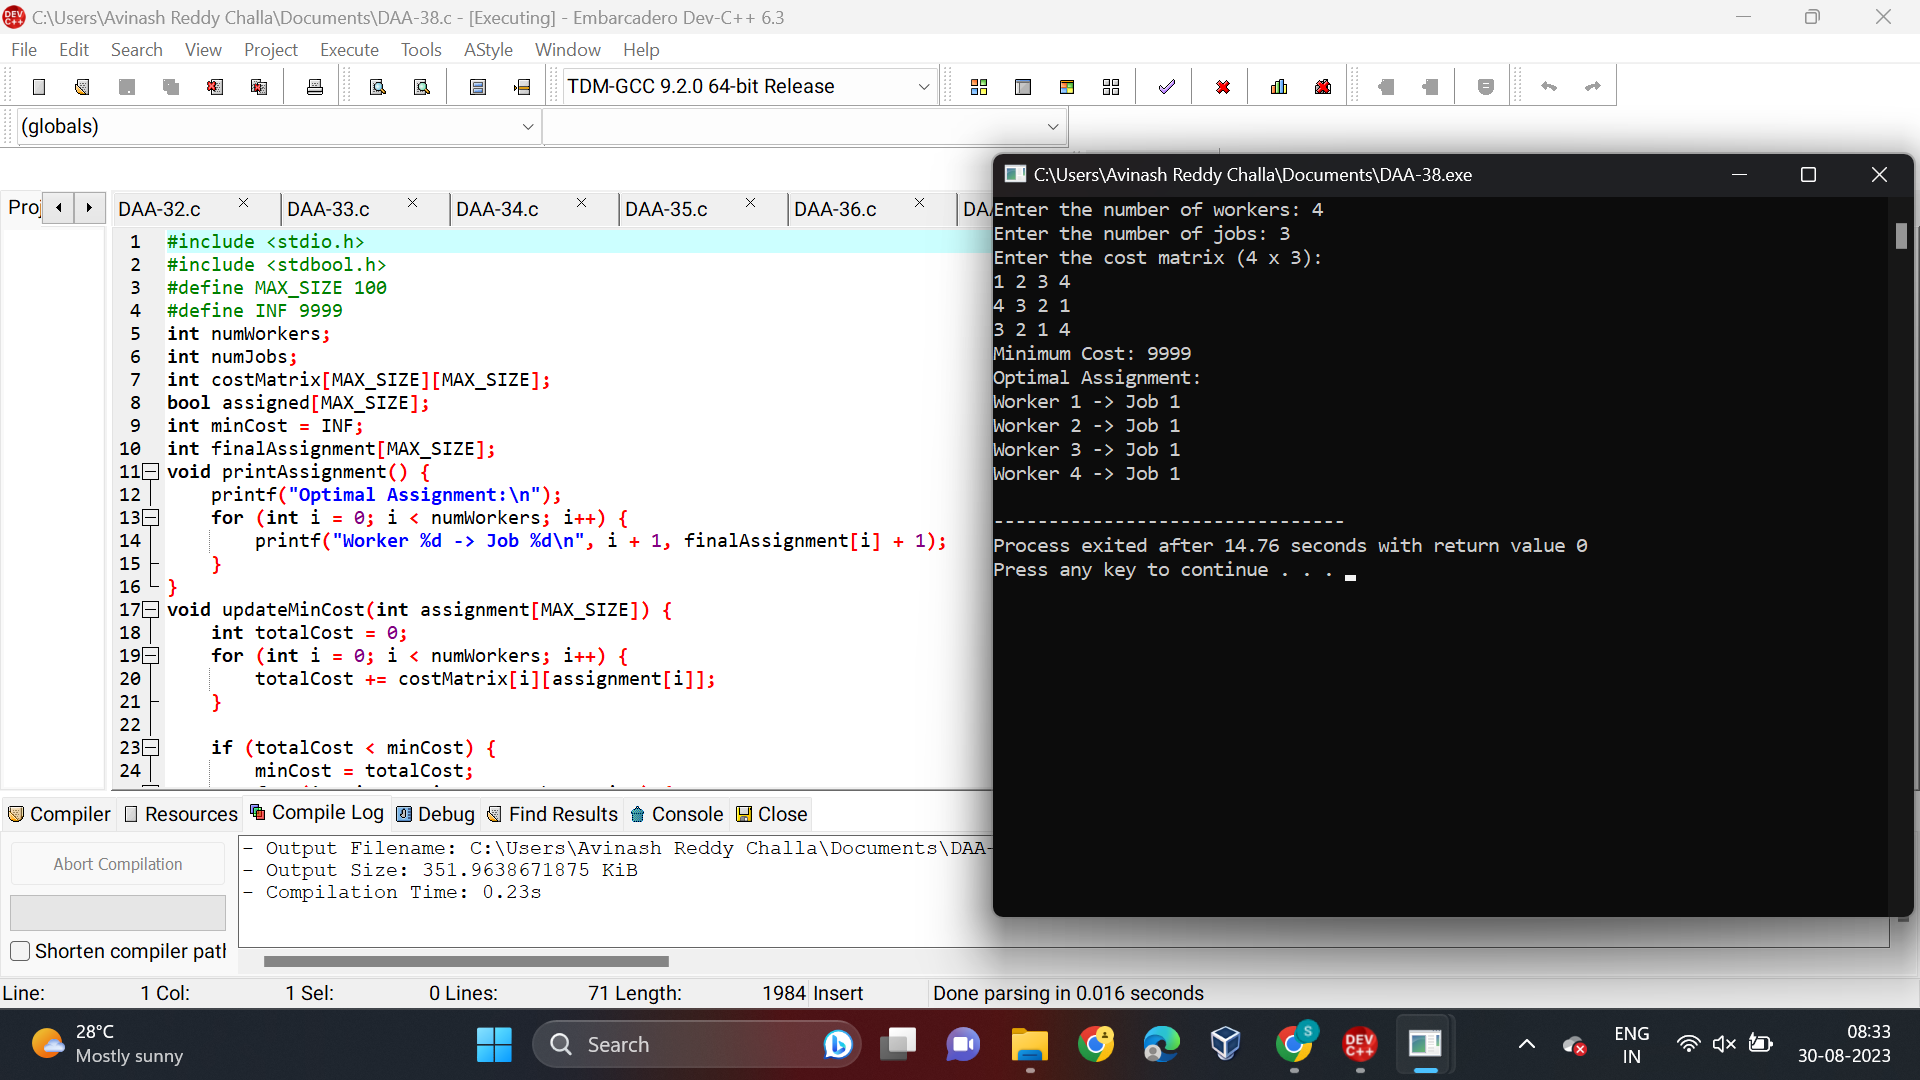 C:\Users\Avinash Reddy Challa\Documents\DAA-38.c - [Executing] - Embarcadero Dev-C++ 6.3
File Edit Search View Project Execute Tools AStyle Window Help
TDM-GCC 9.2.0 64-bit Release
(globals)
Proj
DAA-32.c DAA-33.c DAA-34.c DAA-35.c DAA-36.c DAA
1 #include <stdio.h>
2 #include <stdbool.h>
3 #define MAX_SIZE 100
4 #define INF 9999
5 int numWorkers;
6 int numJobs;
7 int costMatrix[MAX_SIZE][MAX_SIZE];
8 bool assigned[MAX_SIZE];
9 int minCost = INF;
10 int finalAssignment[MAX_SIZE];
11 void printAssignment() {
12 printf("Optimal Assignment:\n");
13 for (int i = 0; i < numWorkers; i++) {
14 printf("Worker %d -> Job %d\n", i + 1, finalAssignment[i] + 1);
15 }
16 }
17 void updateMinCost(int assignment[MAX_SIZE]) {
18 int totalCost = 0;
19 for (int i = 0; i < numWorkers; i++) {
20 totalCost += costMatrix[i][assignment[i]];
21 }
22
23 if (totalCost < minCost) {
24 minCost = totalCost;
C:\Users\Avinash Reddy Challa\Documents\DAA-38.exe
Enter the number of workers: 4
Enter the number of jobs: 3
Enter the cost matrix (4 x 3):
1 2 3 4
4 3 2 1
3 2 1 4
Minimum Cost: 9999
Optimal Assignment:
Worker 1 -> Job 1
Worker 2 -> Job 1
Worker 3 -> Job 1
Worker 4 -> Job 1
--------------------------------
Process exited after 14.76 seconds with return value 0
Press any key to continue . . .
Compiler Resources Compile Log Debug Find Results Console Close
Abort Compilation
Shorten compiler path
- Output Filename: C:\Users\Avinash Reddy Challa\Documents\DAA-
- Output Size: 351.9638671875 KiB
- Compilation Time: 0.23s
Line: 1 Col: 1 Sel: 0 Lines: 71 Length: 1984 Insert Done parsing in 0.016 seconds
28°C
Mostly sunny
Search
S
DEV
C++
ENG
IN
08:33
30-08-2023